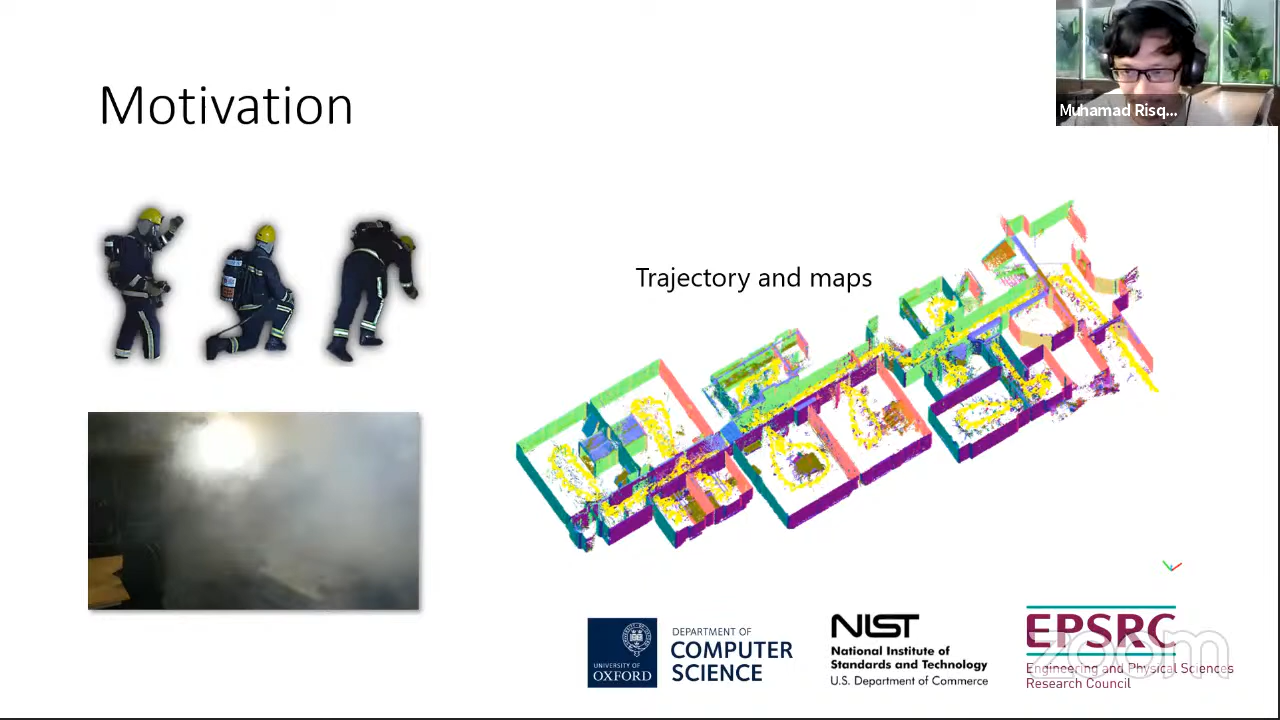 Motivation
Muhamad Risq...
Trajectory and maps
UNIVERSITY OF
OXFORD
DEPARTMENT OF
COMPUTER
SCIENCE
NIST
National Institute of
Standards and Technology
U.S. Department of Commerce
EPSRC
Engineering and Physical Sciences
Research Council
zoom